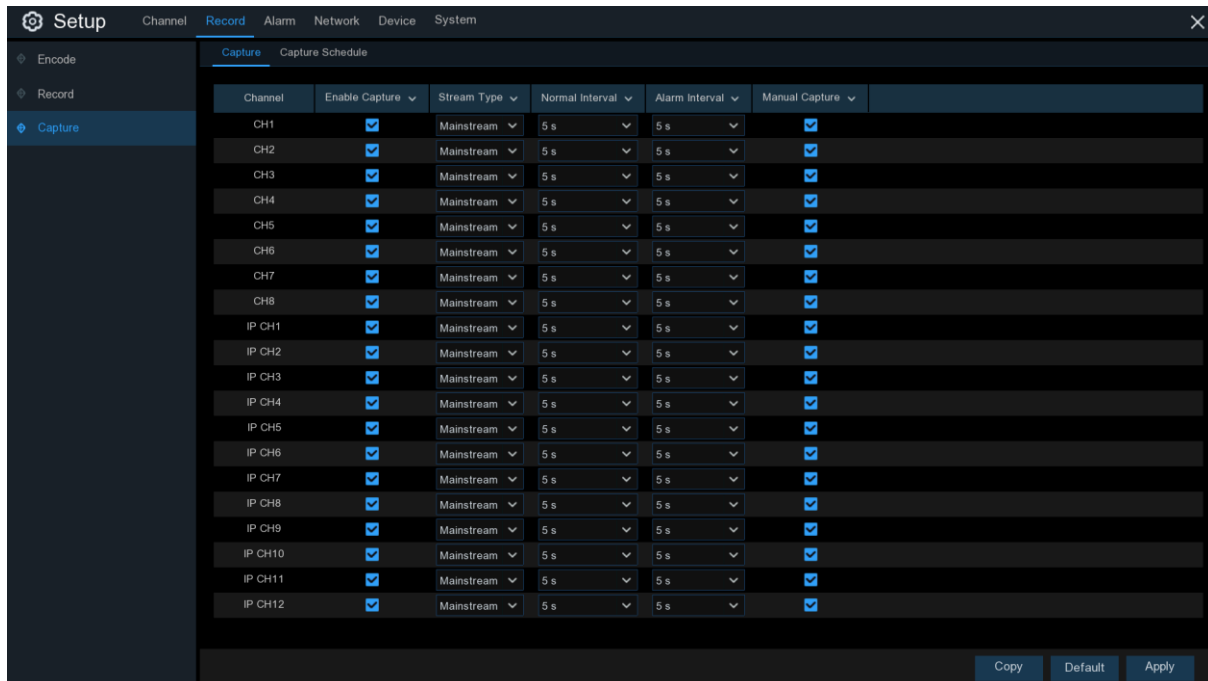 Setup Channel Record Alarm Network Device System
Encode
Record
Capture
Capture Capture Schedule
Channel Enable Capture Stream Type Normal Interval Alarm Interval Manual Capture
CH1 Mainstream 5 s 5 s
CH2 Mainstream 5 s 5 s
CH3 Mainstream 5 s 5 s
CH4 Mainstream 5 s 5 s
CH5 Mainstream 5 s 5 s
CH6 Mainstream 5 s 5 s
CH7 Mainstream 5 s 5 s
CH8 Mainstream 5 s 5 s
IP CH1 Mainstream 5 s 5 s
IP CH2 Mainstream 5 s 5 s
IP CH3 Mainstream 5 s 5 s
IP CH4 Mainstream 5 s 5 s
IP CH5 Mainstream 5 s 5 s
IP CH6 Mainstream 5 s 5 s
IP CH7 Mainstream 5 s 5 s
IP CH8 Mainstream 5 s 5 s
IP CH9 Mainstream 5 s 5 s
IP CH10 Mainstream 5 s 5 s
IP CH11 Mainstream 5 s 5 s
IP CH12 Mainstream 5 s 5 s
Copy Default Apply